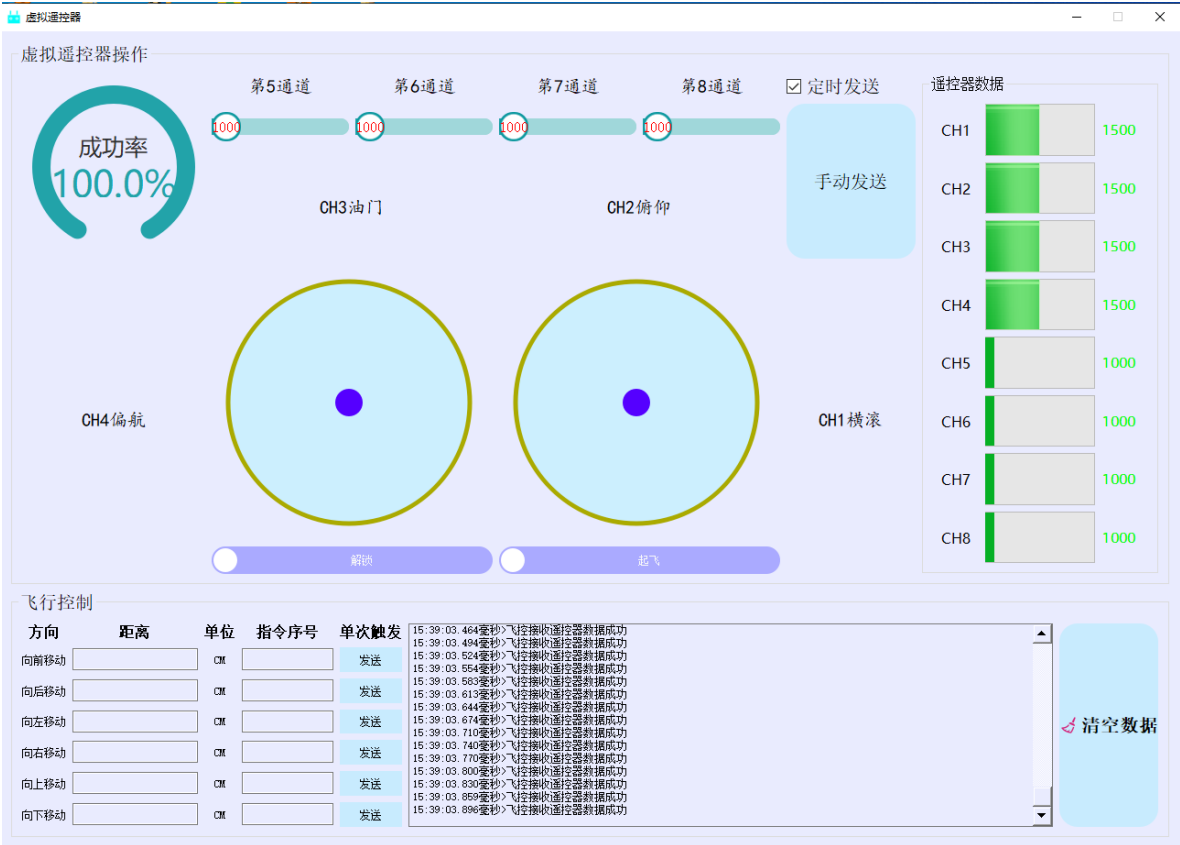 虚拟遥控器
虚拟遥控器操作
成功率
100.0%
第5通道 第6通道 第7通道 第8通道
1000 1000 1000 1000
定时发送
手动发送
CH3油门 CH2俯仰
CH4偏航 CH1横滚
解锁 起飞
遥控器数据
CH1 1500
CH2 1500
CH3 1500
CH4 1500
CH5 1000
CH6 1000
CH7 1000
CH8 1000
飞行控制
方向 距离 单位 指令序号 单次触发
向前移动 CM 发送
向后移动 CM 发送
向左移动 CM 发送
向右移动 CM 发送
向上移动 CM 发送
向下移动 CM 发送
15:39:03.464毫秒>飞控接收遥控器数据成功
15:39:03.494毫秒>飞控接收遥控器数据成功
15:39:03.524毫秒>飞控接收遥控器数据成功
15:39:03.554毫秒>飞控接收遥控器数据成功
15:39:03.583毫秒>飞控接收遥控器数据成功
15:39:03.613毫秒>飞控接收遥控器数据成功
15:39:03.644毫秒>飞控接收遥控器数据成功
15:39:03.674毫秒>飞控接收遥控器数据成功
15:39:03.710毫秒>飞控接收遥控器数据成功
15:39:03.740毫秒>飞控接收遥控器数据成功
15:39:03.770毫秒>飞控接收遥控器数据成功
15:39:03.800毫秒>飞控接收遥控器数据成功
15:39:03.830毫秒>飞控接收遥控器数据成功
15:39:03.859毫秒>飞控接收遥控器数据成功
15:39:03.896毫秒>飞控接收遥控器数据成功
清空数据